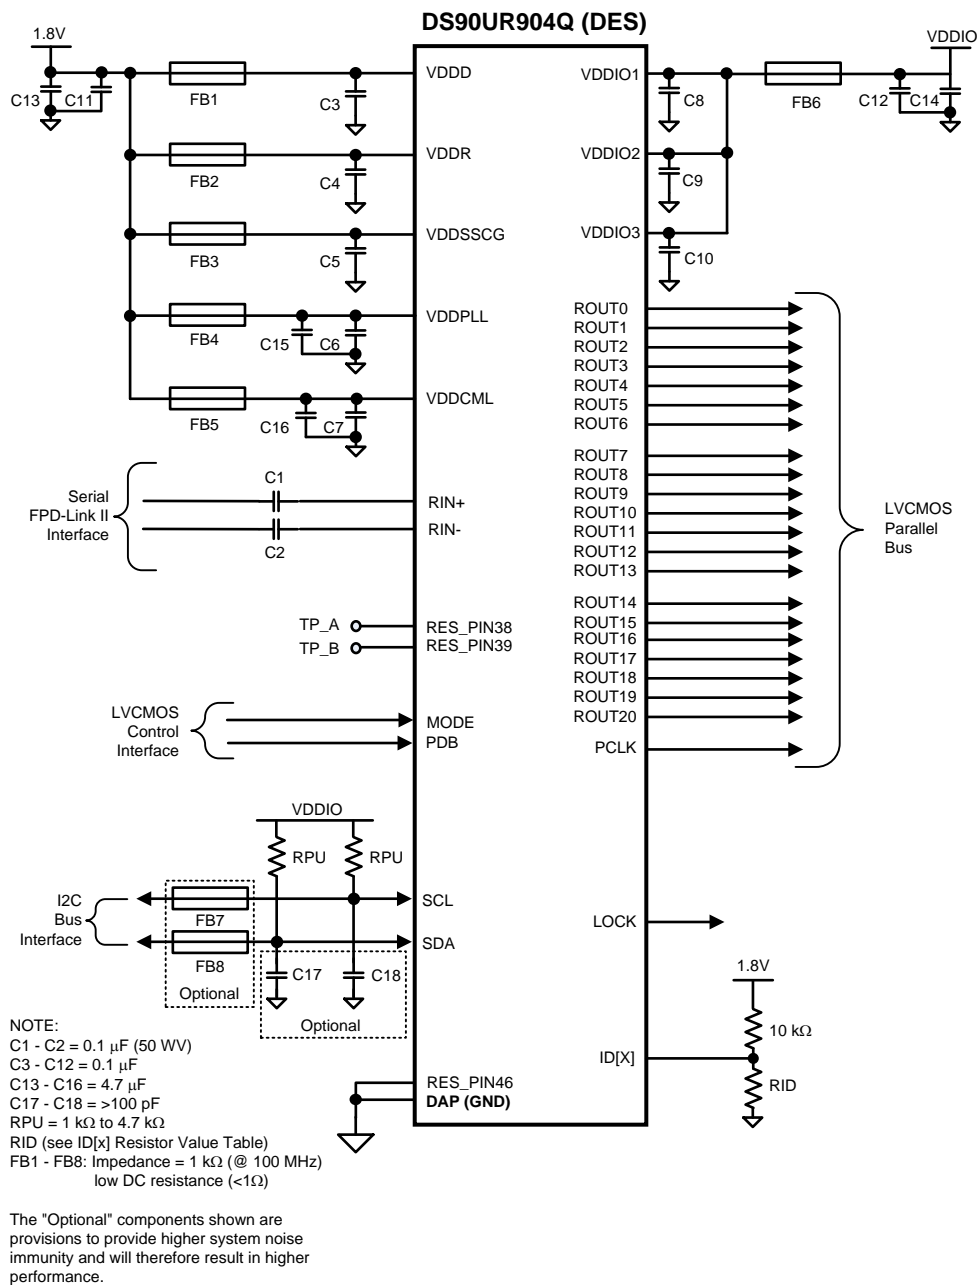 DS90UR904Q (DES)
1.8V
VDDIO
C13
C11
FB1
C3
VDDD
VDDIO1
C8
FB6
C12
C14
FB2
C4
VDDR
VDDIO2
C9
FB3
C5
VDDSSCG
VDDIO3
C10
FB4
C15
C6
VDDPLL
FB5
C16
C7
VDDCML
ROUT0
ROUT1
ROUT2
ROUT3
ROUT4
ROUT5
ROUT6
ROUT7
ROUT8
ROUT9
ROUT10
ROUT11
ROUT12
ROUT13
ROUT14
ROUT15
ROUT16
ROUT17
ROUT18
ROUT19
ROUT20
PCLK
LVCMOS
Parallel
Bus
Serial
FPD-Link II
Interface
C1
C2
RIN+
RIN-
TP_A
TP_B
RES_PIN38
RES_PIN39
LVCMOS
Control
Interface
MODE
PDB
VDDIO
RPU
RPU
I2C
Bus
Interface
FB7
FB8
Optional
SCL
SDA
C17
C18
Optional
LOCK
1.8V
10 kΩ
ID[X]
RID
RES_PIN46
DAP (GND)
NOTE:
C1 - C2 = 0.1 μF (50 WV)
C3 - C12 = 0.1 μF
C13 - C16 = 4.7 μF
C17 - C18 = >100 pF
RPU = 1 kΩ to 4.7 kΩ
RID (see ID[x] Resistor Value Table)
FB1 - FB8: Impedance = 1 kΩ (@ 100 MHz)
low DC resistance (<1Ω)
The "Optional" components shown are
provisions to provide higher system noise
immunity and will therefore result in higher
performance.